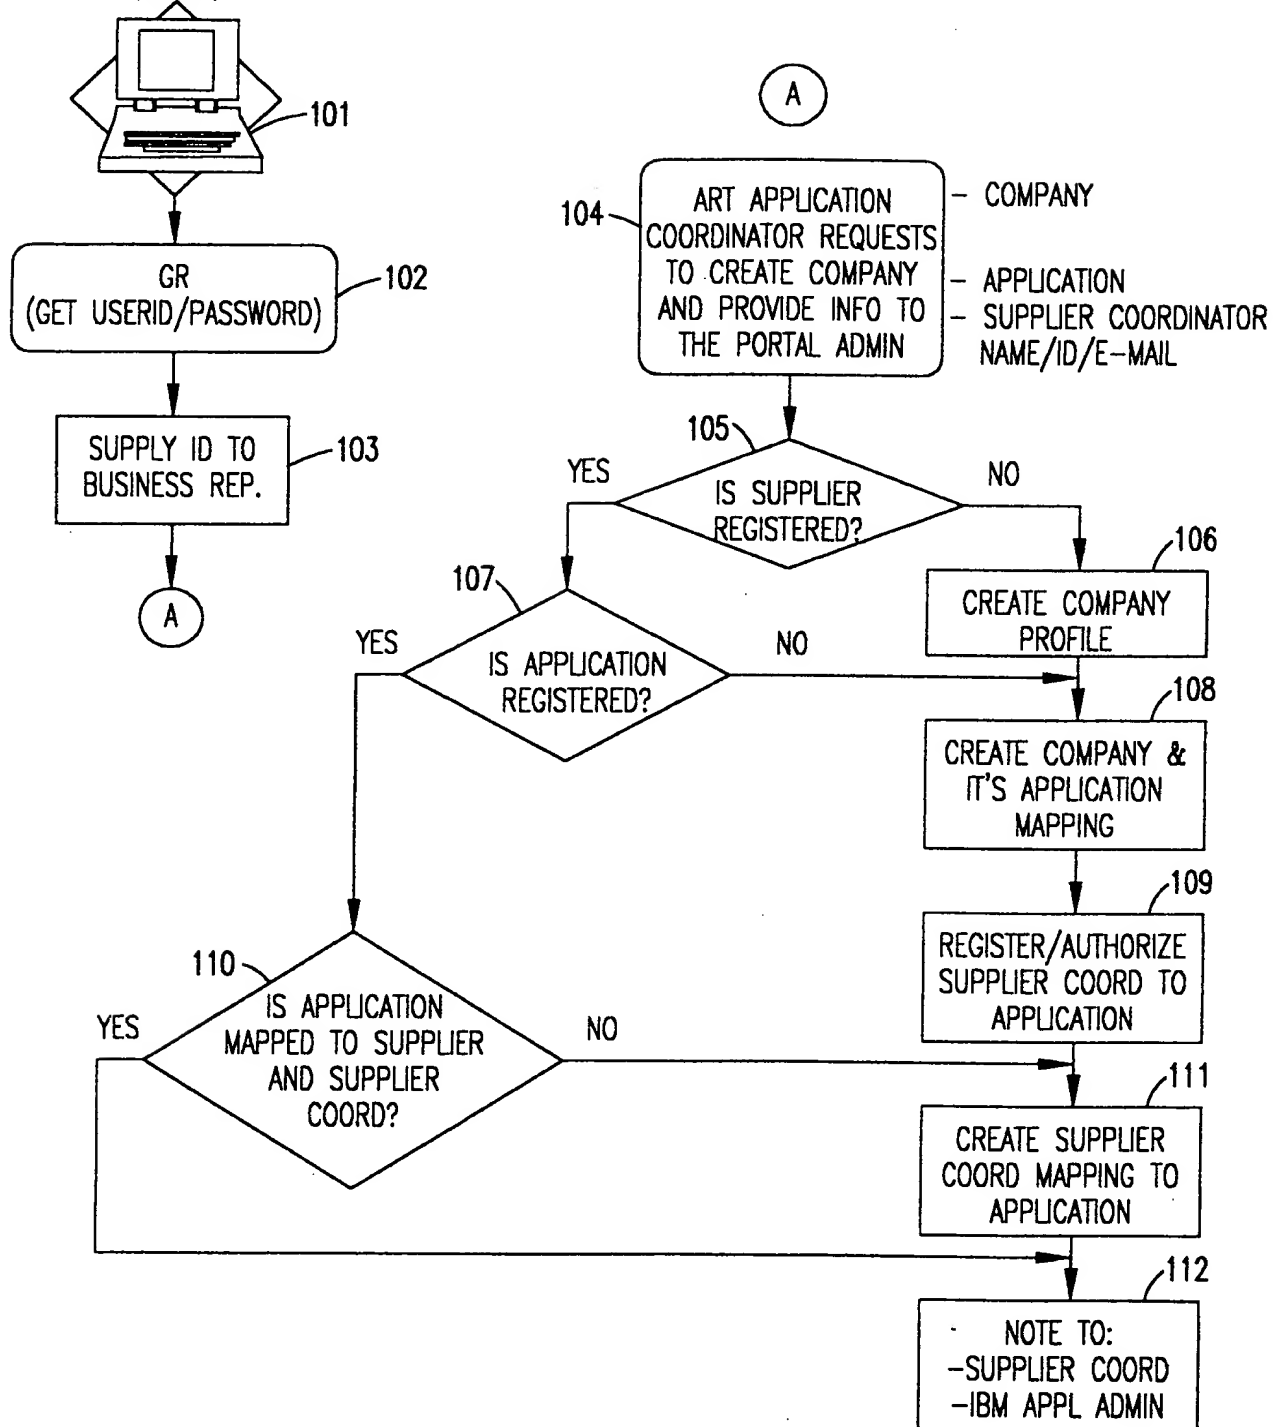 101
GR
(GET USERID/PASSWORD)
102
SUPPLY ID TO
BUSINESS REP.
103
A
A
104
ART APPLICATION
COORDINATOR REQUESTS
TO CREATE COMPANY
AND PROVIDE INFO TO
THE PORTAL ADMIN
- COMPANY
- APPLICATION
- SUPPLIER COORDINATOR
NAME/ID/E-MAIL
105
IS SUPPLIER
REGISTERED?
YES
NO
106
CREATE COMPANY
PROFILE
107
IS APPLICATION
REGISTERED?
YES
NO
108
CREATE COMPANY &
IT'S APPLICATION
MAPPING
109
REGISTER/AUTHORIZE
SUPPLIER COORD TO
APPLICATION
110
IS APPLICATION
MAPPED TO SUPPLIER
AND SUPPLIER
COORD?
YES
NO
111
CREATE SUPPLIER
COORD MAPPING TO
APPLICATION
112
NOTE TO:
-SUPPLIER COORD
-IBM APPL ADMIN